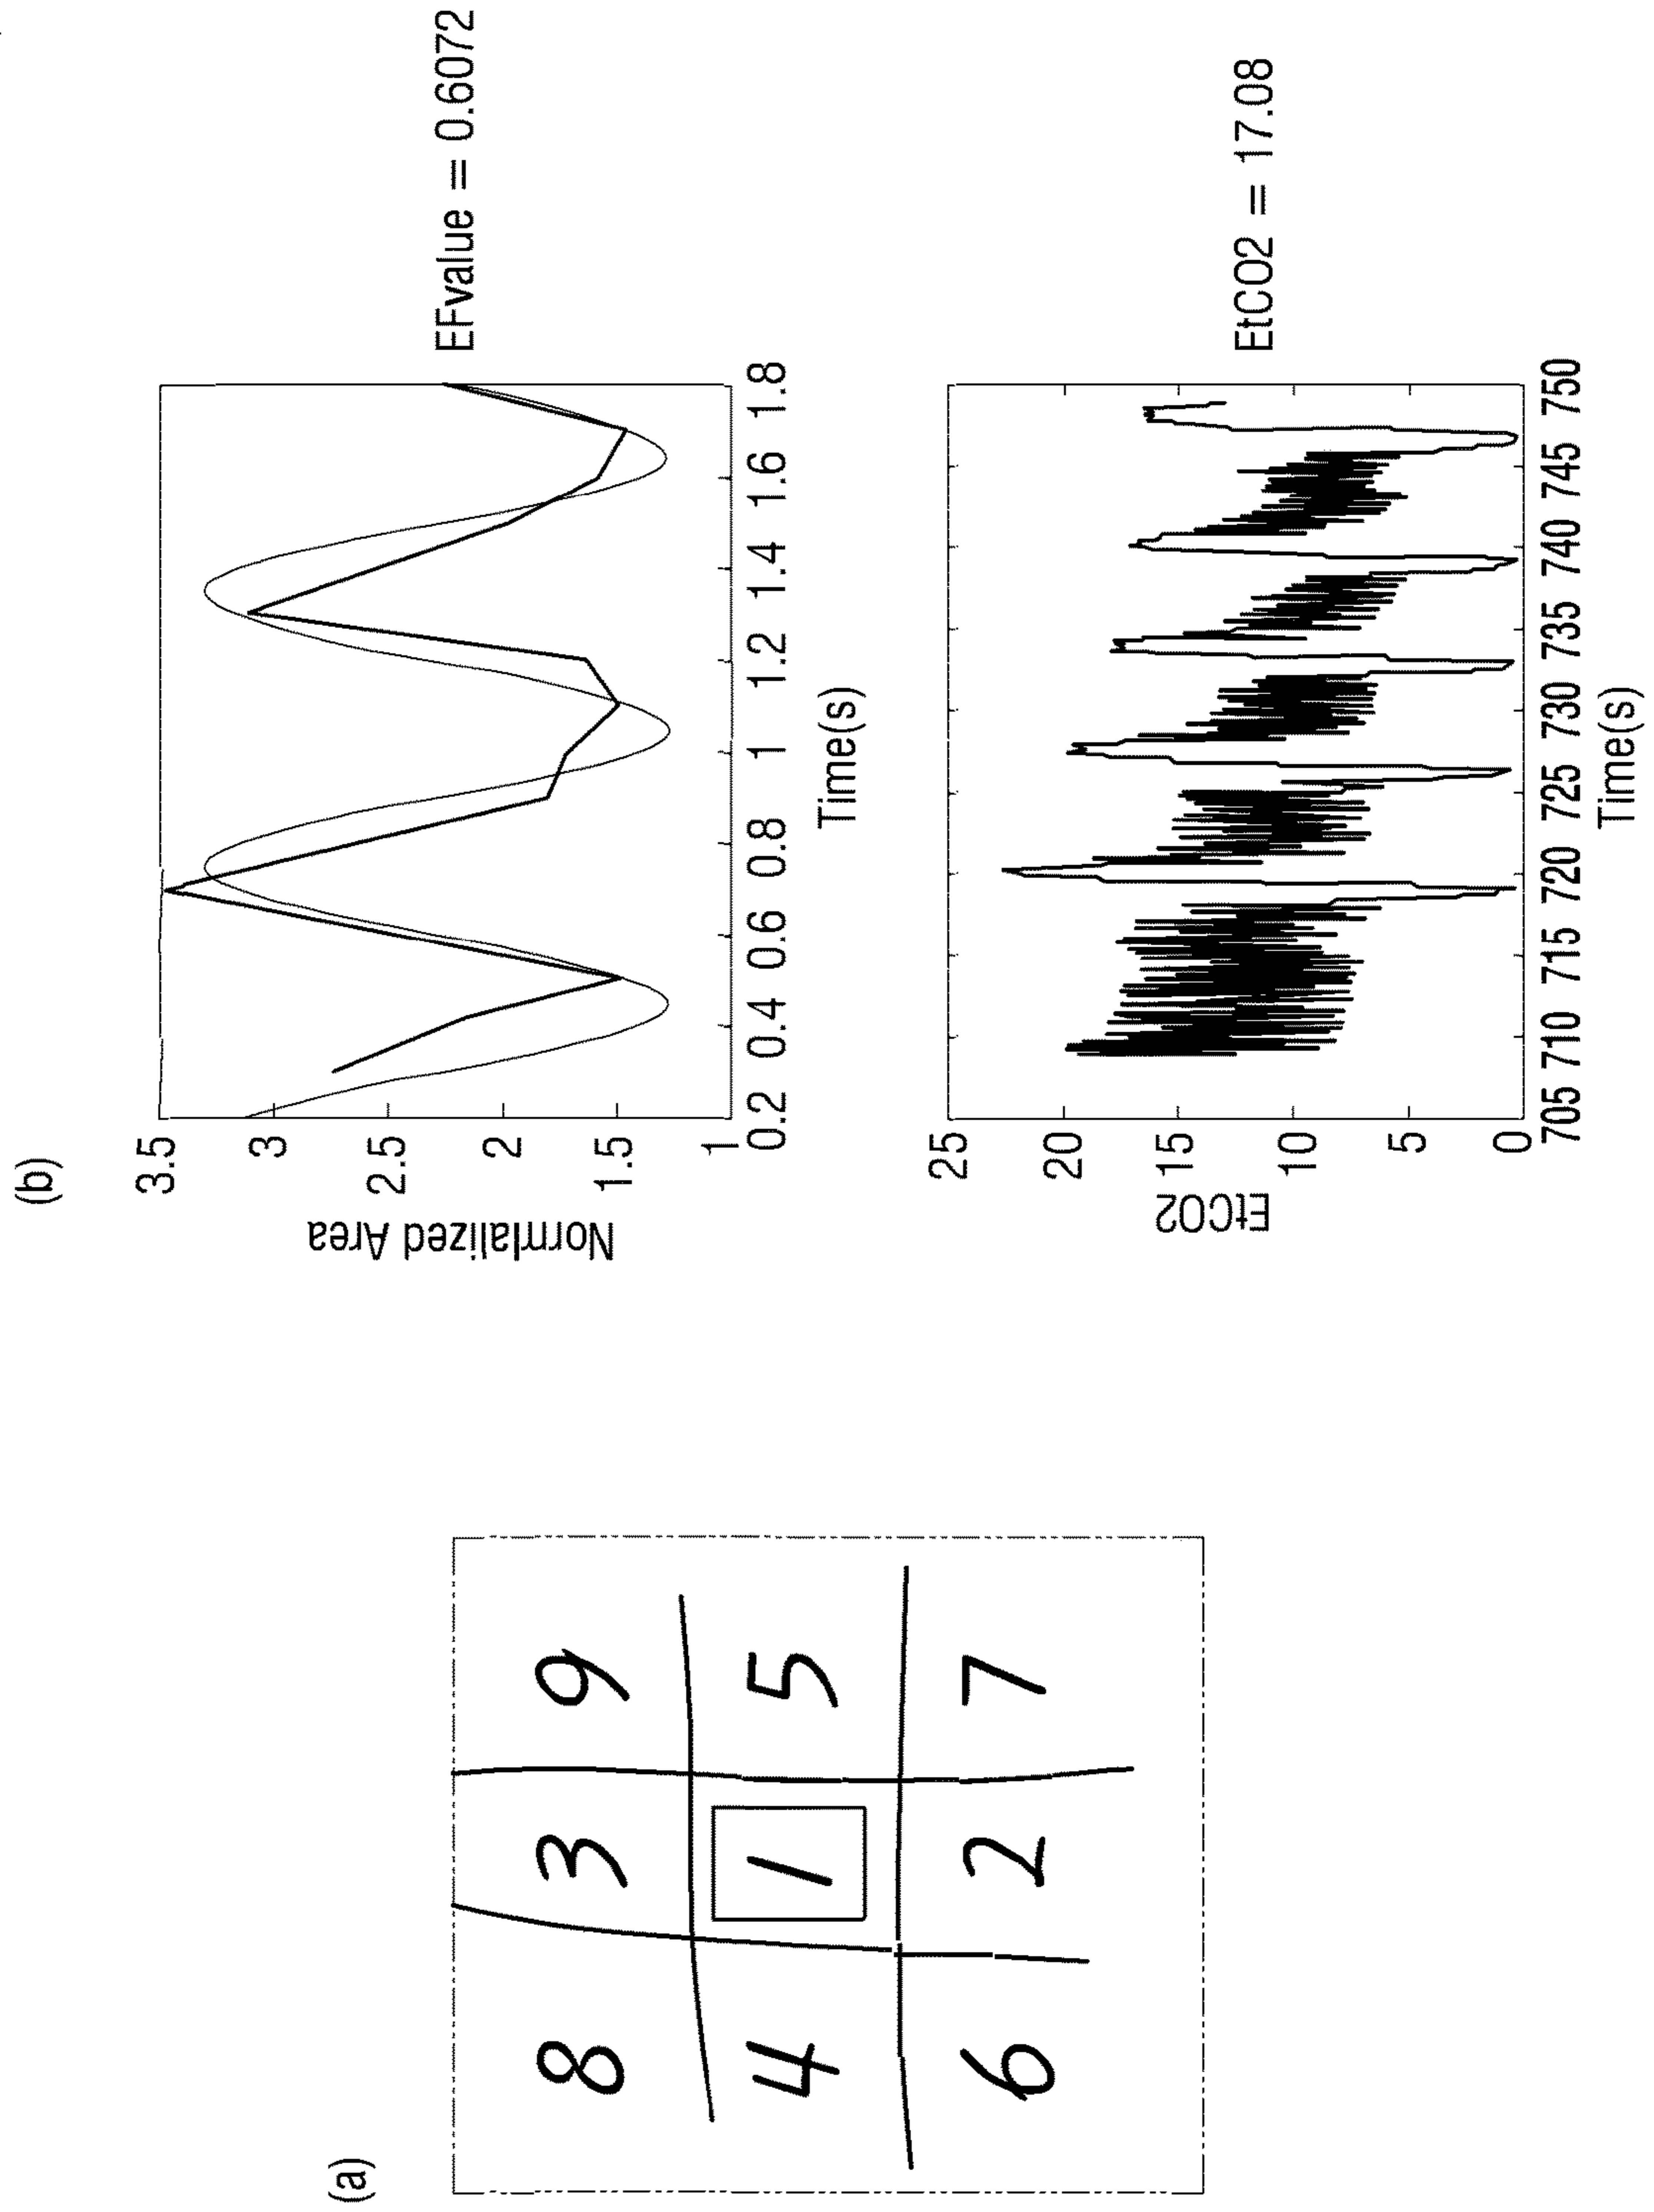 (a)
8 3 9
4 1 5
6 2 7
(b)
Normlalized Area
3.5
3
2.5
2
1.5
1
0.2 0.4 0.6 0.8 1 1.2 1.4 1.6 1.8
Time(s)
EFvalue = 0.6072
EtCO2
25
20
15
10
5
0
705 710 715 720 725 730 735 740 745 750
Time(s)
EtCO2 = 17.08